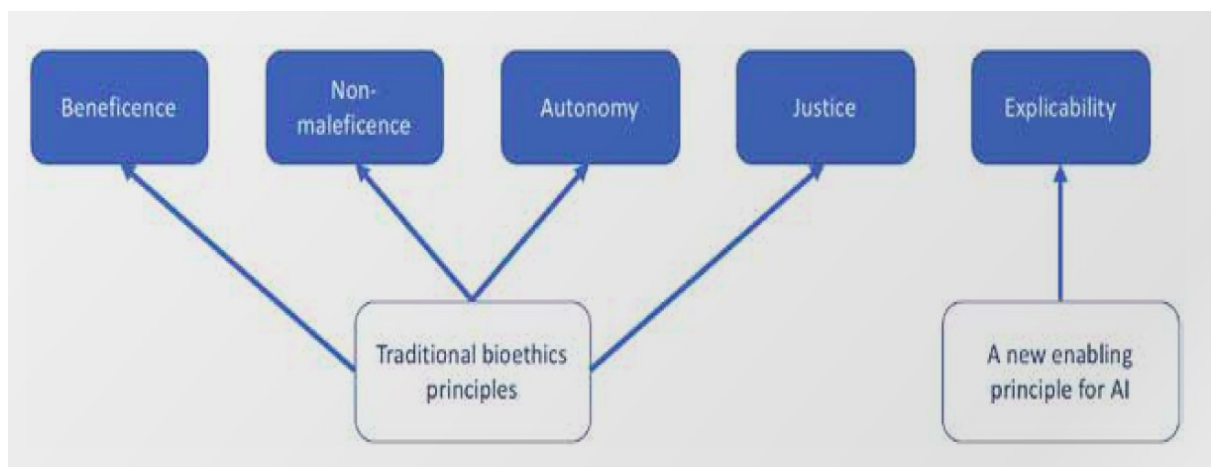 Beneficence
Non-
maleficence
Autonomy
Justice
Explicability
Traditional bioethics
principles
A new enabling
principle for AI